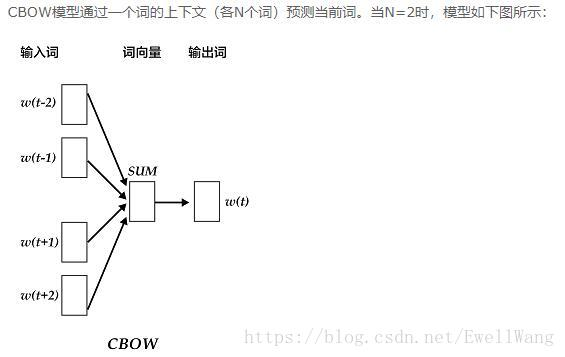 CBOW模型通过一个词的上下文（各N个词）预测当前词。当N=2时，模型如下图所示：
输入词 词向量 输出词
w(t-2)
w(t-1)
SUM
w(t)
w(t+1)
w(t+2)
CBOW
https://blog.csdn.net/EwellWang